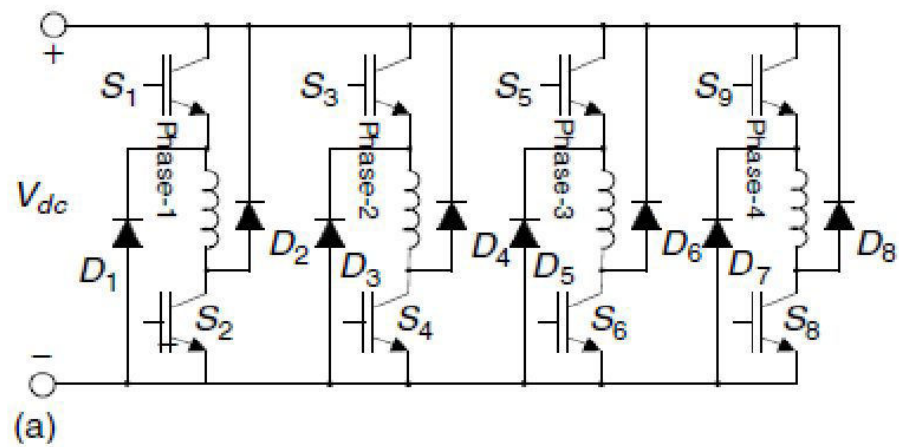 +
S1 S3 S5 S9
Phase-1 Phase-2 Phase-3 Phase-4
Vdc
D1 D2 D3 D4 D5 D6 D7 D8
S2 S4 S6 S8
−
(a)